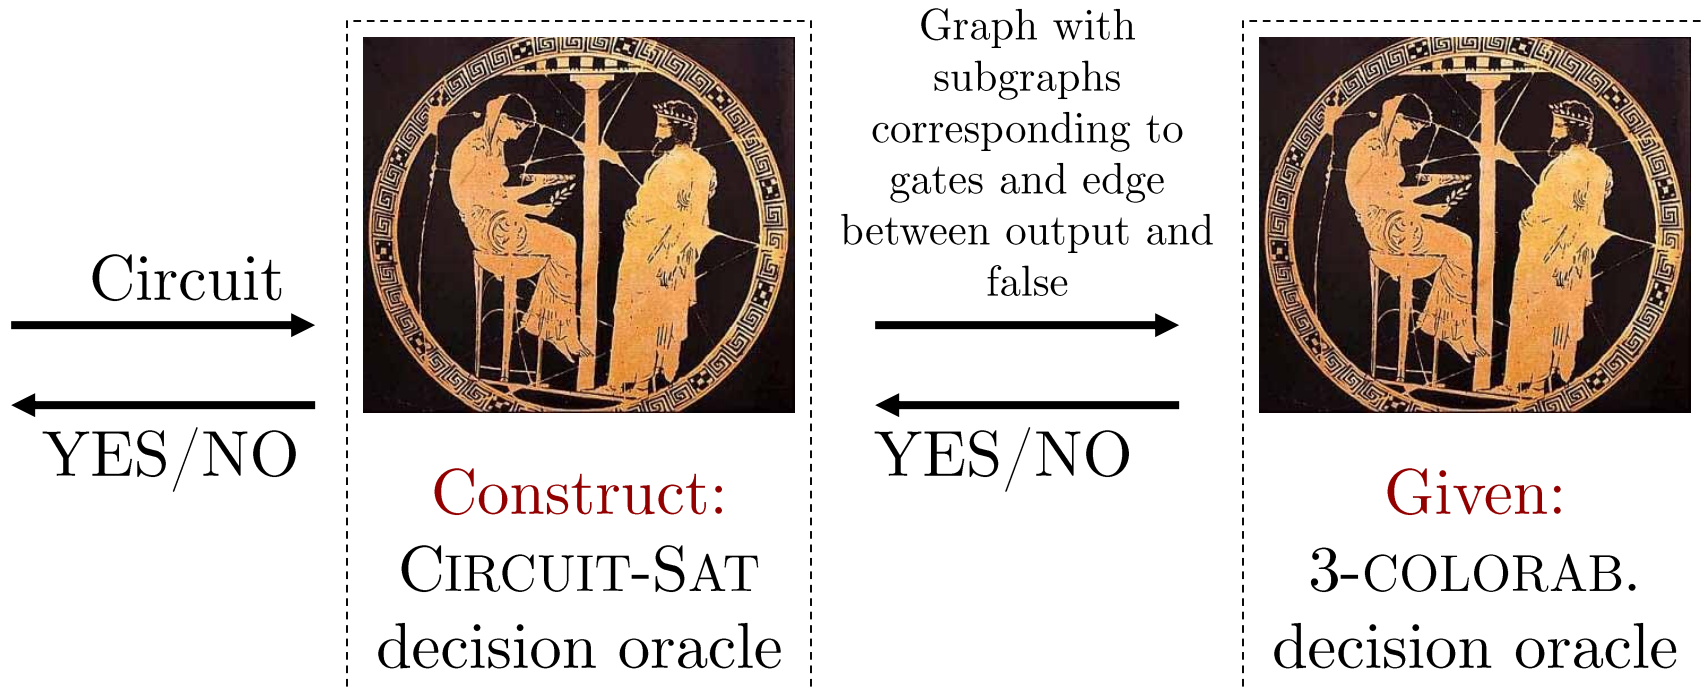 Circuit
YES/NO
Construct:
CIRCUIT-SAT
decision oracle
Graph with
subgraphs
corresponding to
gates and edge
between output and
false
YES/NO
Given:
3-COLORAB.
decision oracle